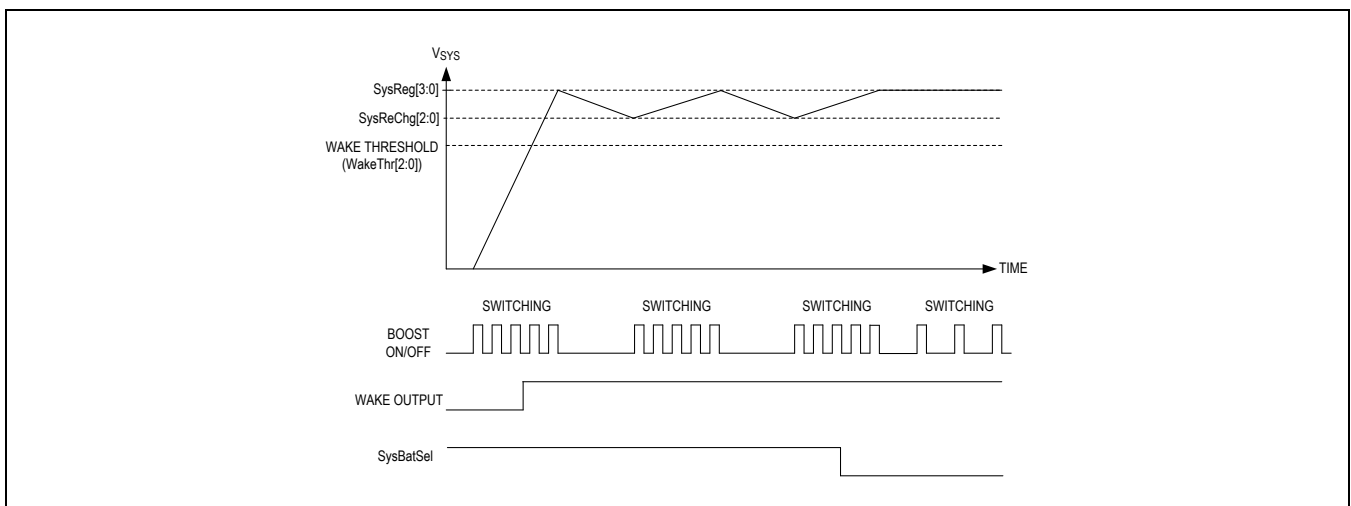 VSYS
SysReg[3:0]
SysReChg[2:0]
WAKE THRESHOLD
(WakeThr[2:0])
TIME
SWITCHING SWITCHING SWITCHING SWITCHING
BOOST
ON/OFF
WAKE OUTPUT
SysBatSel